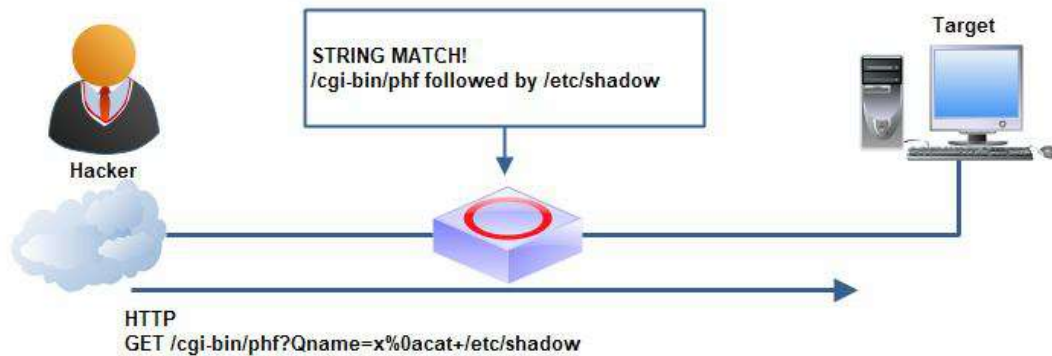 Target
STRING MATCH!
/cgi-bin/phf followed by /etc/shadow
Hacker
HTTP
GET /cgi-bin/phf?Qname=x%0acat+/etc/shadow